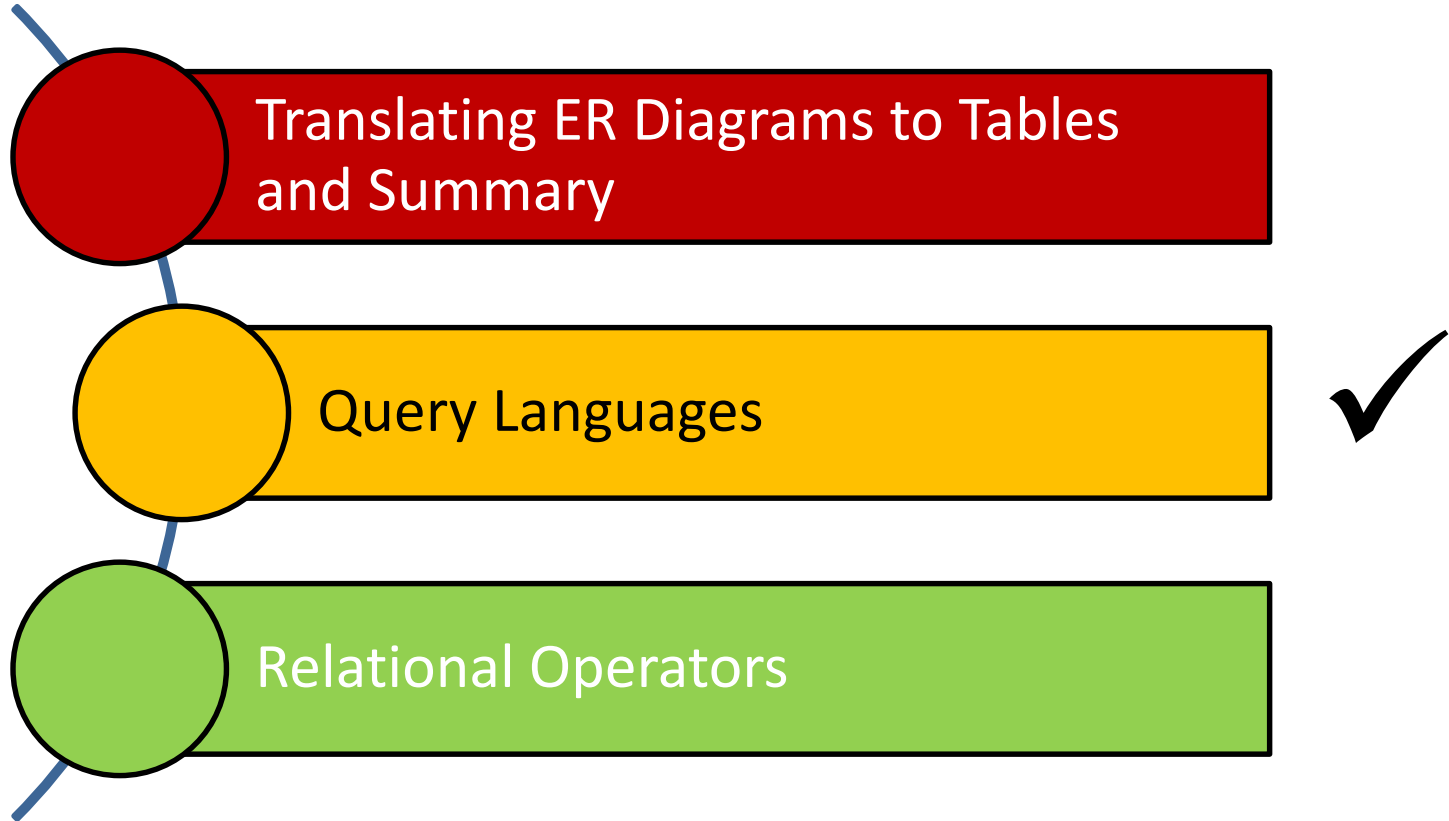 Translating ER Diagrams to Tables
and Summary
Query Languages
Relational Operators